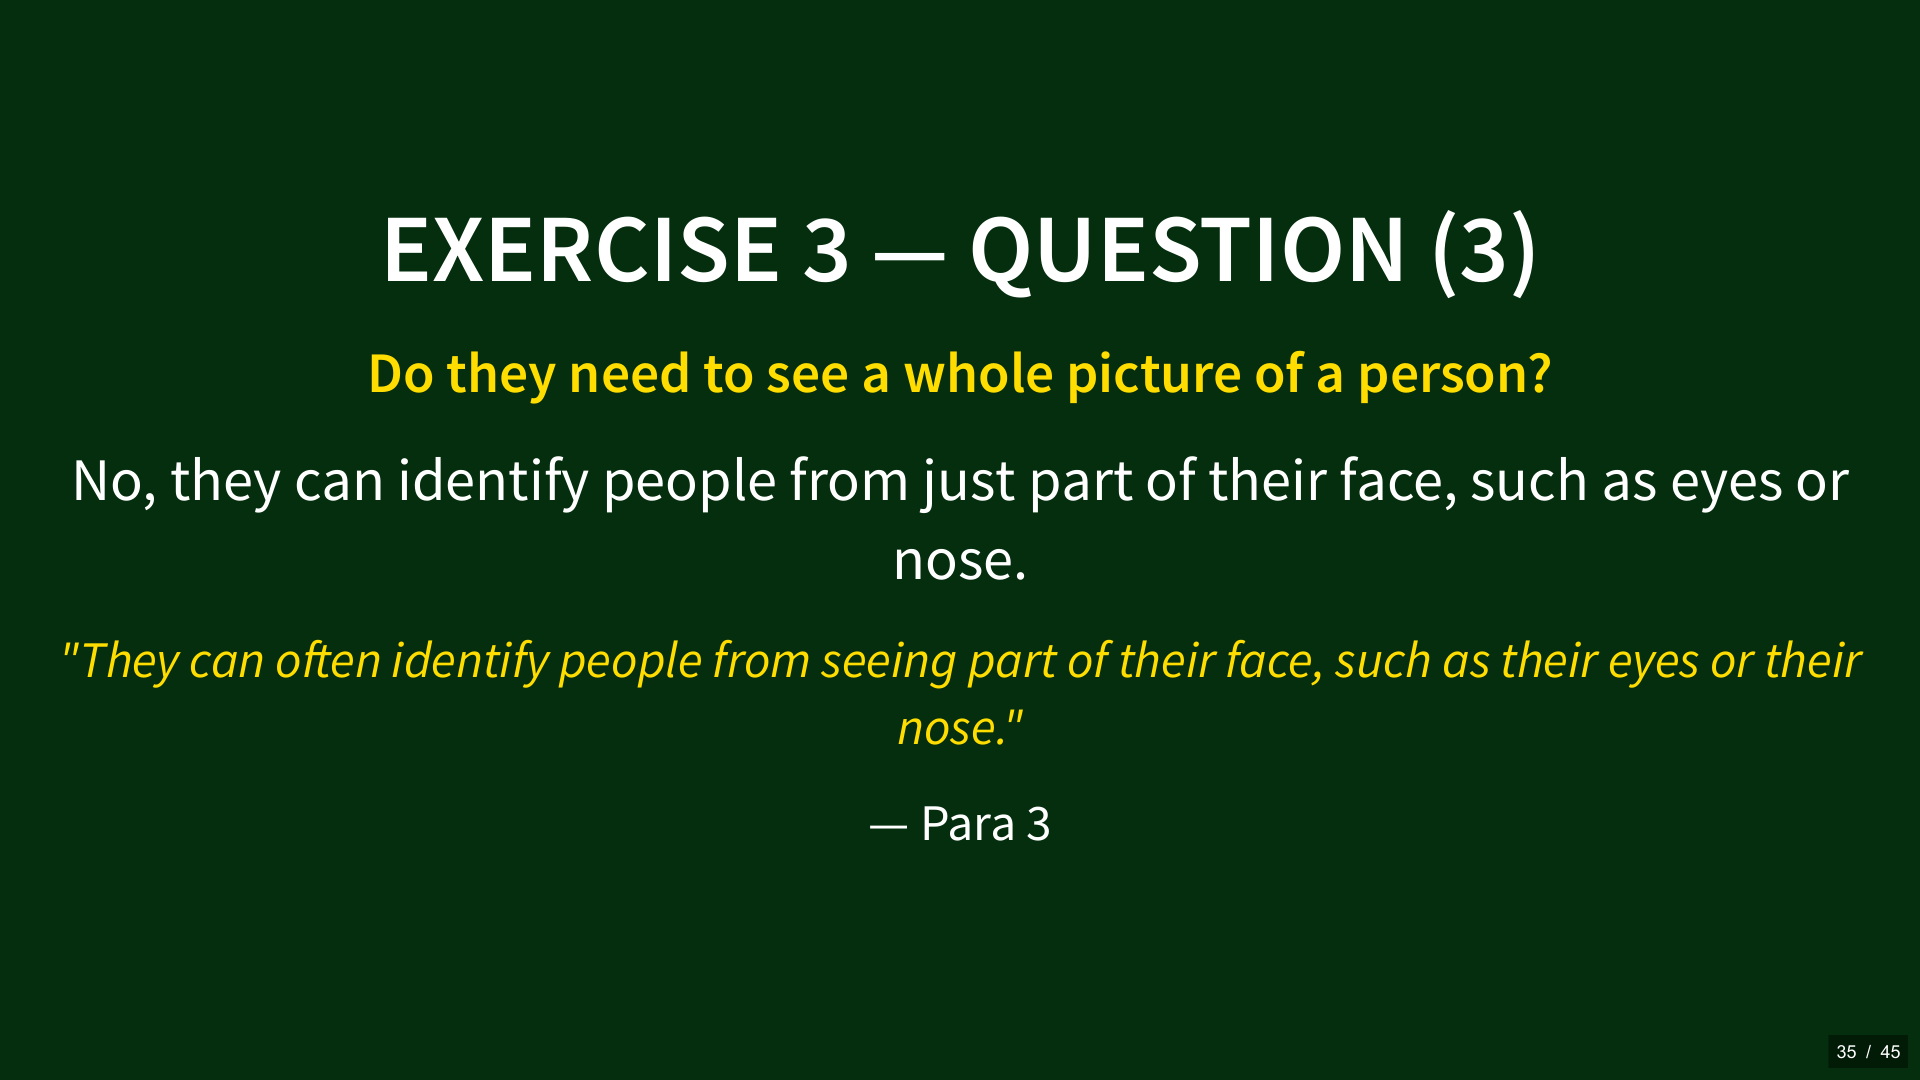 EXERCISE 3 — QUESTION (3)
Do they need to see a whole picture of a person?
No, they can identify people from just part of their face, such as eyes or
nose.
"They can often identify people from seeing part of their face, such as their eyes or their
nose."
— Para 3
35 / 45